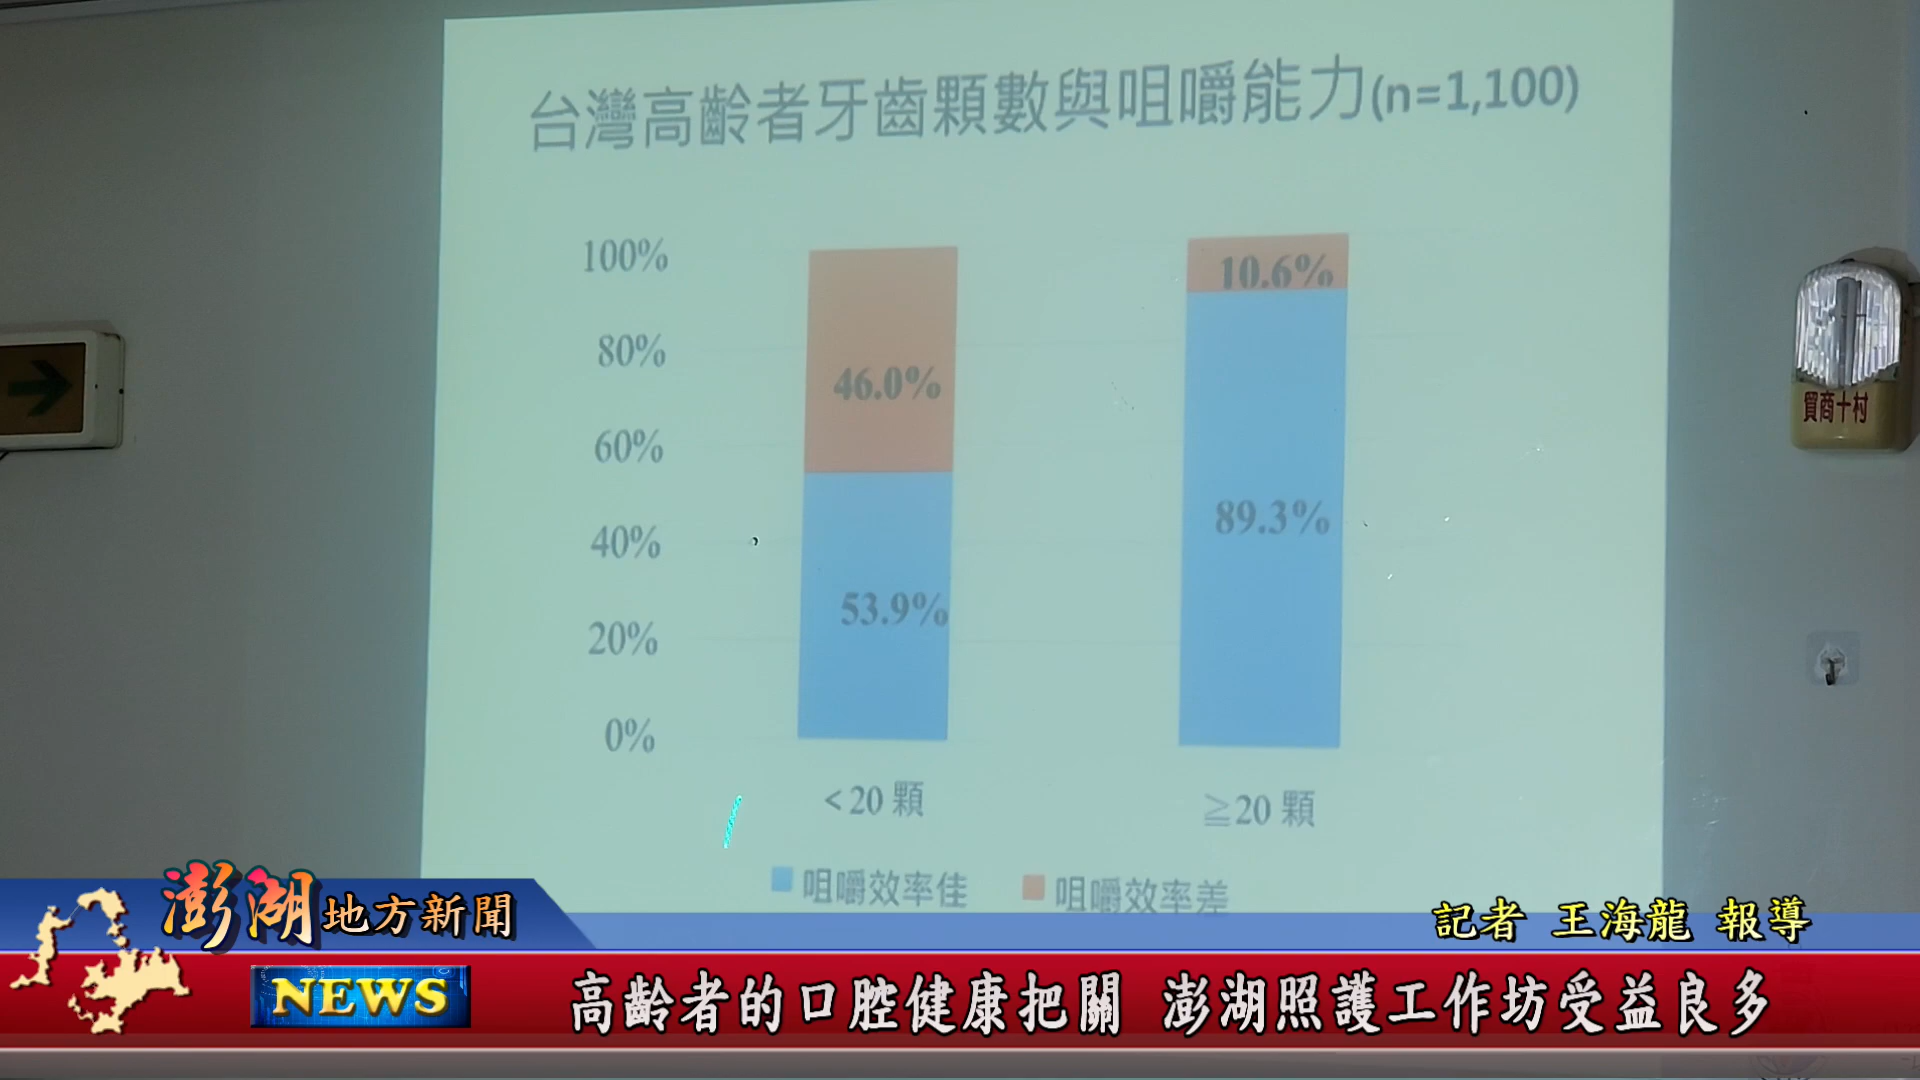 台灣高齡者牙齒顆數與咀嚼能力(n=1,100)
100%
80%
60%
40%
20%
0%
46.0%
53.9%
10.6%
89.3%
<20 顆
≧20 顆
咀嚼效率佳
咀嚼效率差
貿商十村
澎湖地方新聞
記者 王海龍 報導
NEWS
高齡者的口腔健康把關 澎湖照護工作坊受益良多